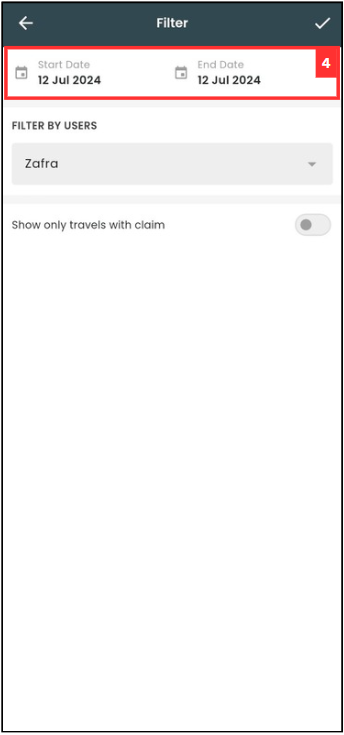 Filter
Start Date End Date 4
12 Jul 2024 12 Jul 2024
FILTER BY USERS
Zafra
Show only travels with claim